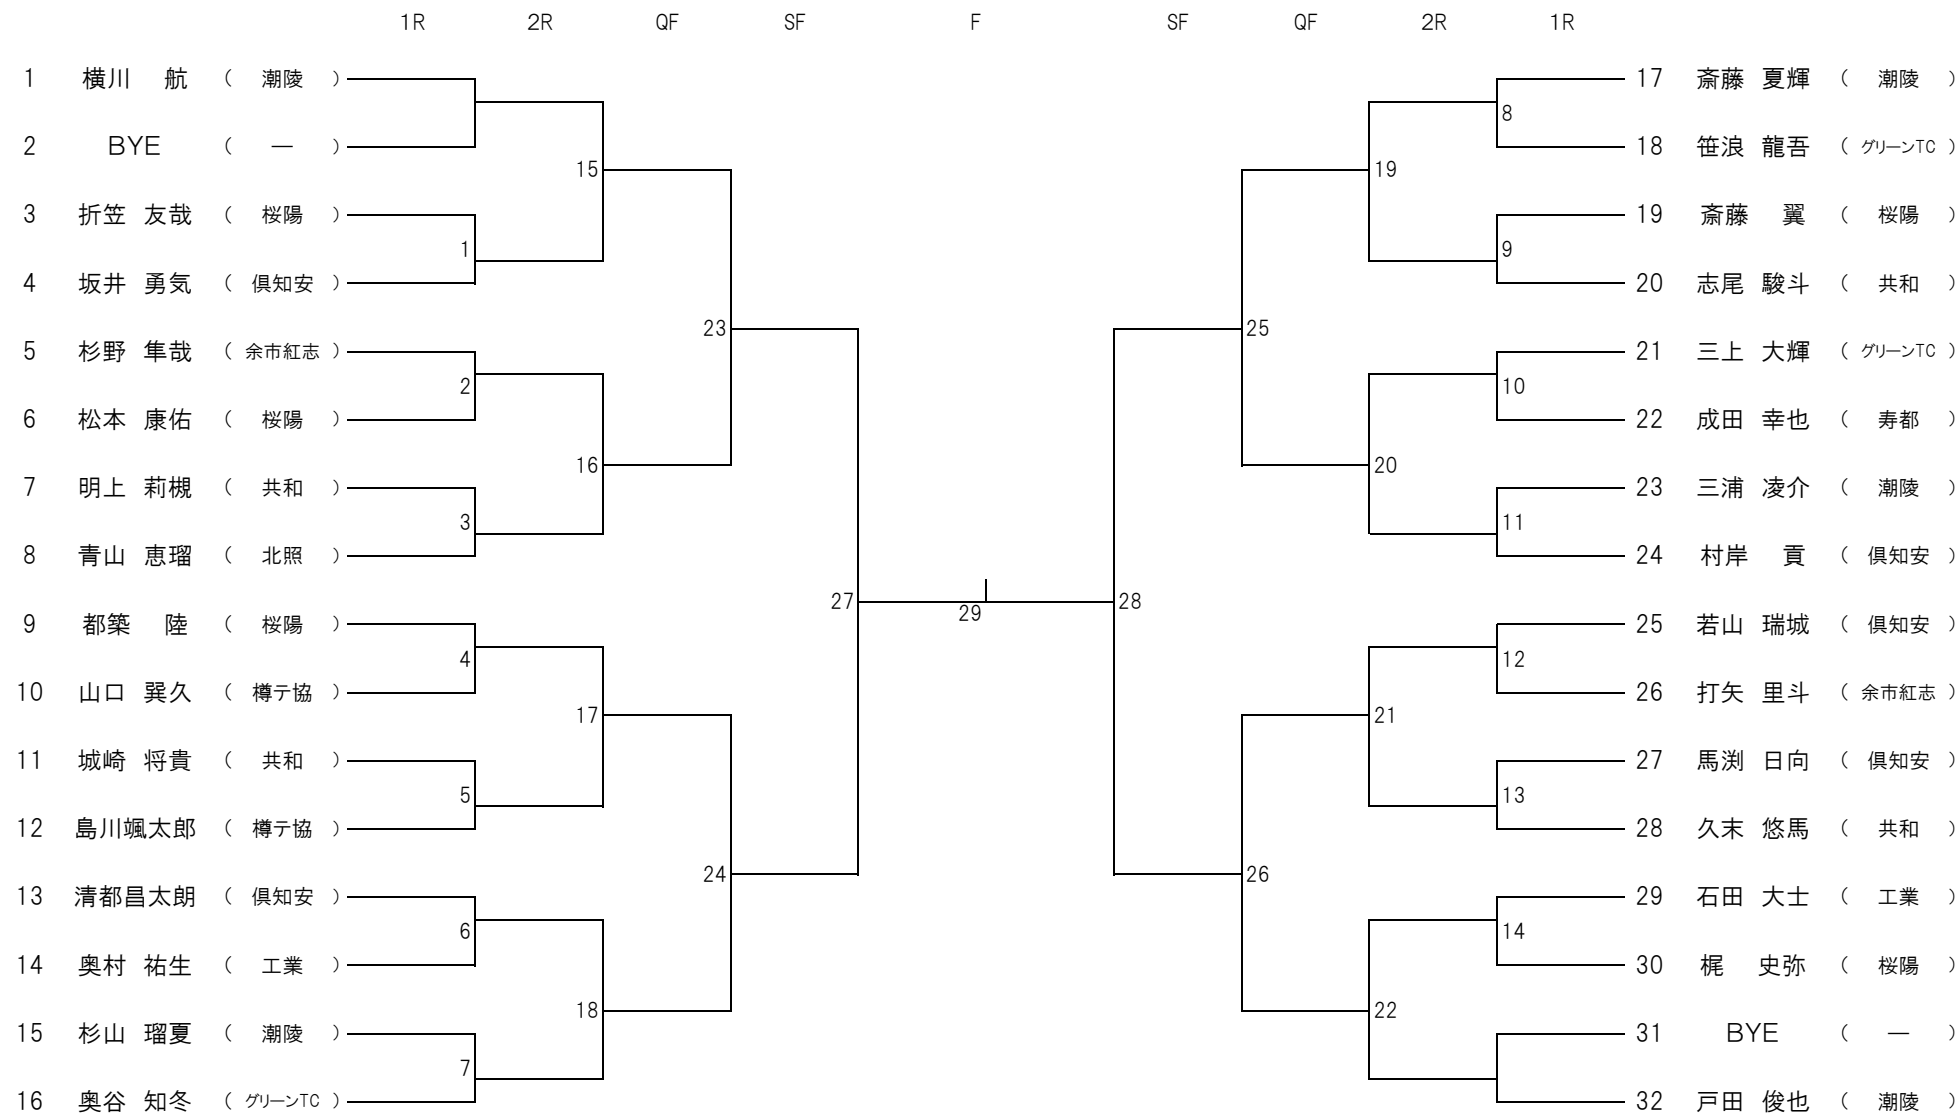 1R 2R QF SF F SF QF 2R 1R
1 横川 航 ( 潮陵 ) 17 斎藤 夏輝 ( 潮陵 )
8
2 BYE ( — ) 18 笹浪 龍吾 ( グリーンTC )
15 19
3 折笠 友哉 ( 桜陽 ) 19 斎藤 翼 ( 桜陽 )
1 9
4 坂井 勇気 ( 倶知安 ) 20 志尾 駿斗 ( 共和 )
23 25
5 杉野 隼哉 ( 余市紅志 ) 21 三上 大輝 ( グリーンTC )
2 10
6 松本 康佑 ( 桜陽 ) 22 成田 幸也 ( 寿都 )
16 20
7 明上 莉槻 ( 共和 ) 23 三浦 凌介 ( 潮陵 )
3 11
8 青山 恵瑠 ( 北照 ) 24 村岸 貢 ( 倶知安 )
27 29 28
9 都築 陸 ( 桜陽 ) 25 若山 瑞城 ( 倶知安 )
4 12
10 山口 巽久 ( 樽テ協 ) 26 打矢 里斗 ( 余市紅志 )
17 21
11 城崎 将貴 ( 共和 ) 27 馬渕 日向 ( 倶知安 )
5 13
12 島川颯太郎 ( 樽テ協 ) 28 久末 悠馬 ( 共和 )
24 26
13 清都昌太朗 ( 倶知安 ) 29 石田 大士 ( 工業 )
6 14
14 奥村 祐生 ( 工業 ) 30 梶 史弥 ( 桜陽 )
18 22
15 杉山 瑠夏 ( 潮陵 ) 31 BYE ( — )
7
16 奥谷 知冬 ( グリーンTC ) 32 戸田 俊也 ( 潮陵 )